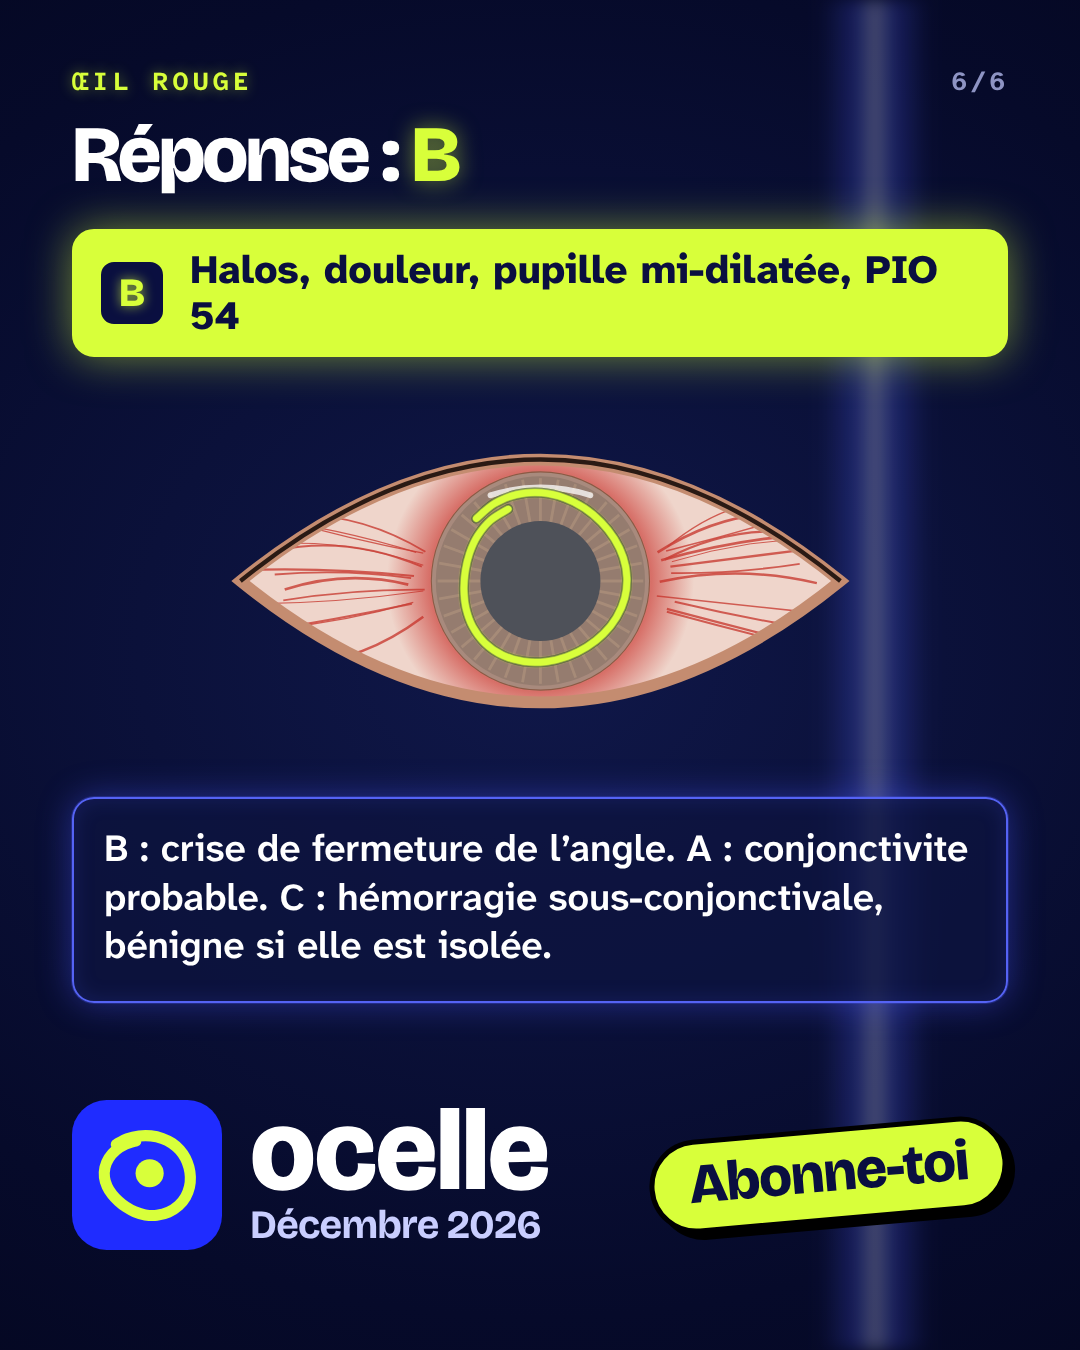 ŒIL ROUGE
6/6
Réponse : B
B
Halos, douleur, pupille mi-dilatée, PIO
54
B : crise de fermeture de l’angle. A : conjonctivite
probable. C : hémorragie sous-conjonctivale,
bénigne si elle est isolée.
ocelle
Décembre 2026
Abonne-toi